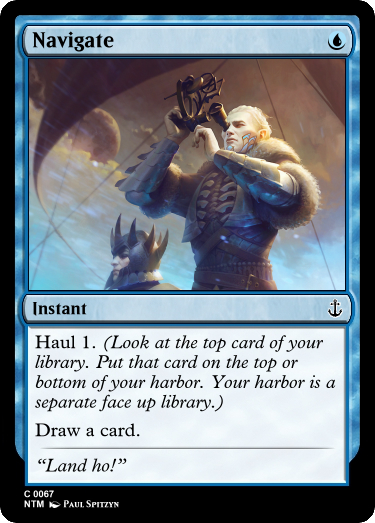 Navigate
Instant
Haul 1. (Look at the top card of your
library. Put that card on the top or
bottom of your harbor. Your harbor is a
separate face up library.)
Draw a card.
“Land ho!”
C 0067
NTM Paul Spitzyn